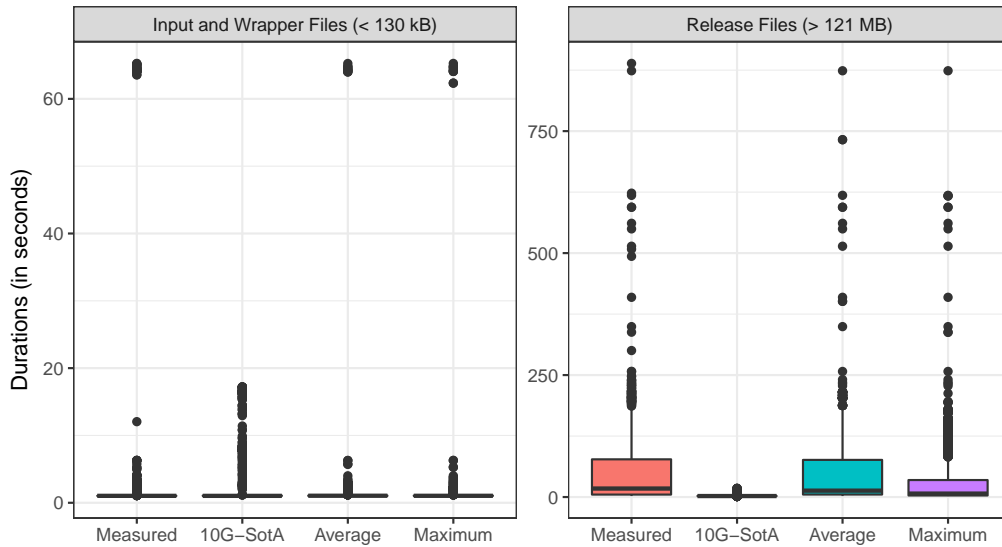 Input and Wrapper Files (< 130 kB)
Release Files (> 121 MB)
Durations (in seconds)
60
40
20
0
750
500
250
0
Measured 10G−SotA Average Maximum
Measured 10G−SotA Average Maximum